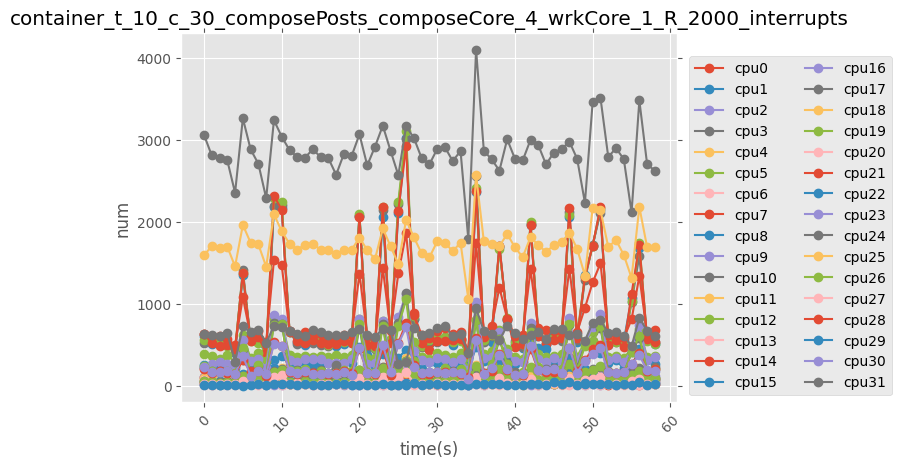 container_t_10_c_30_composePosts_composeCore_4_wrkCore_1_R_2000_interrupts
4000
3000
2000
1000
0
num
0
10
20
30
40
50
60
time(s)
cpu0
cpu1
cpu2
cpu3
cpu4
cpu5
cpu6
cpu7
cpu8
cpu9
cpu10
cpu11
cpu12
cpu13
cpu14
cpu15
cpu16
cpu17
cpu18
cpu19
cpu20
cpu21
cpu22
cpu23
cpu24
cpu25
cpu26
cpu27
cpu28
cpu29
cpu30
cpu31